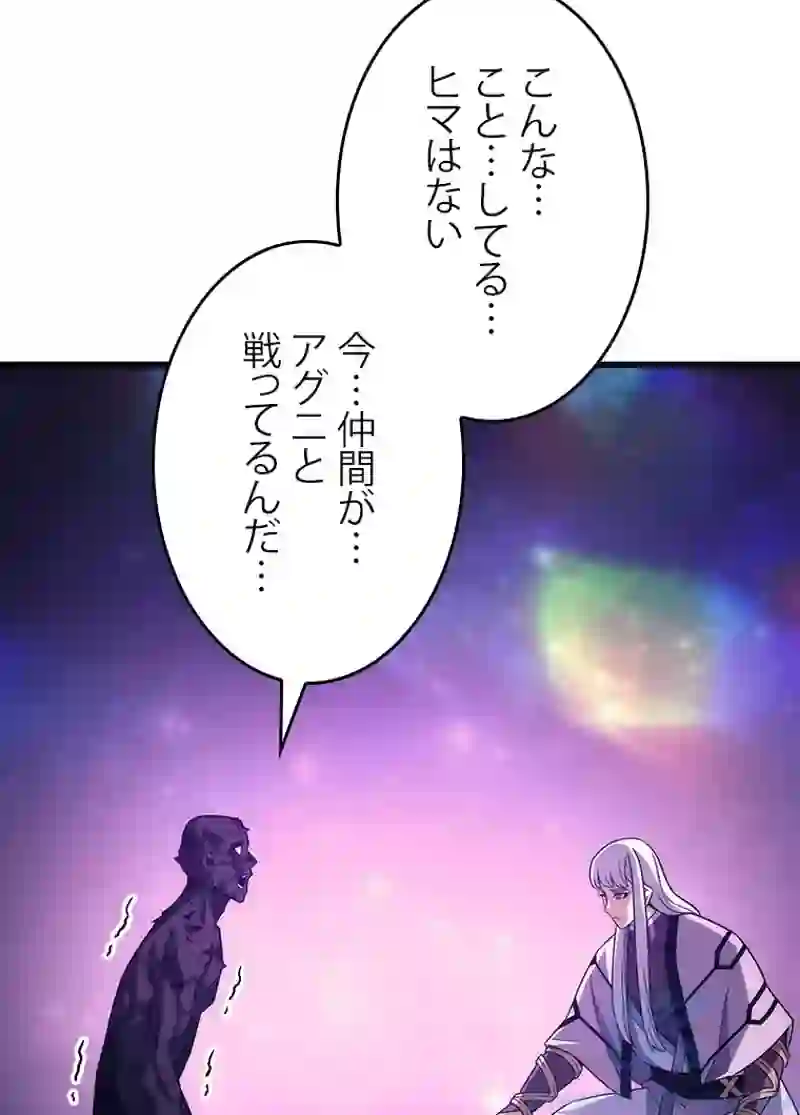 こんな…
こと…してる…
ヒマはない
今…仲間が…
アグニと
戦ってるんだ…